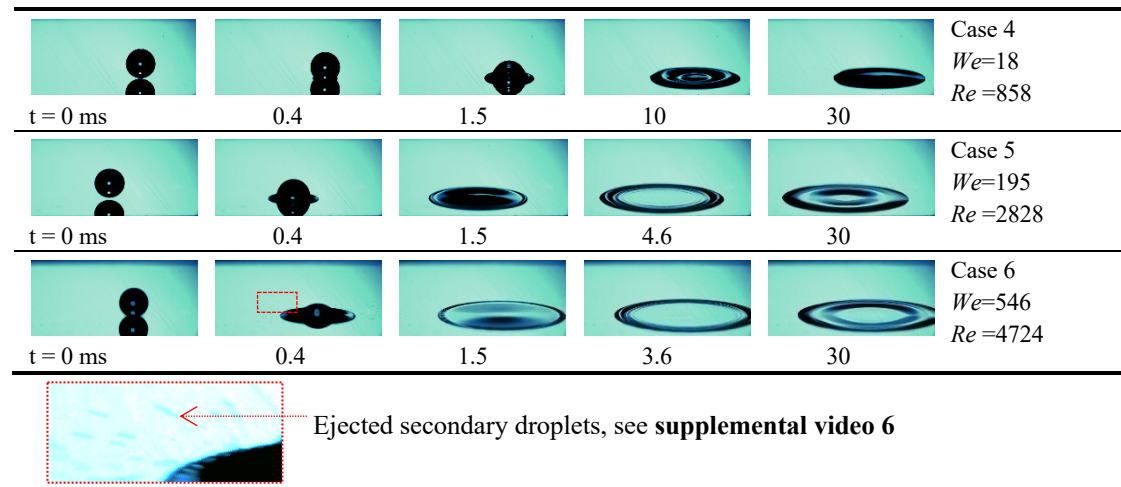 Case 4
We=18
Re =858
t = 0 ms 0.4 1.5 10 30
Case 5
We=195
Re =2828
t = 0 ms 0.4 1.5 4.6 30
Case 6
We=546
Re =4724
t = 0 ms 0.4 1.5 3.6 30
Ejected secondary droplets, see supplemental video 6